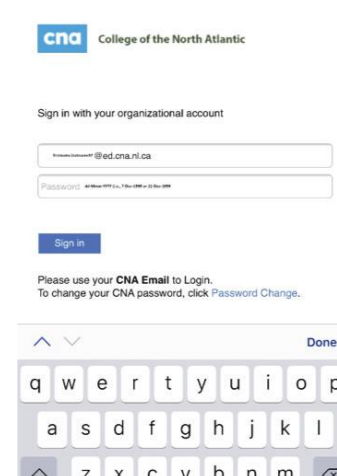 cna College of the North Atlantic
Sign in with your organizational account
@ed.cna.nl.ca
Password
Sign in
Please use your CNA Email to Login.
To change your CNA password, click Password Change.
Done
q w e r t y u i o p
a s d f g h j k l
z x c v b n m